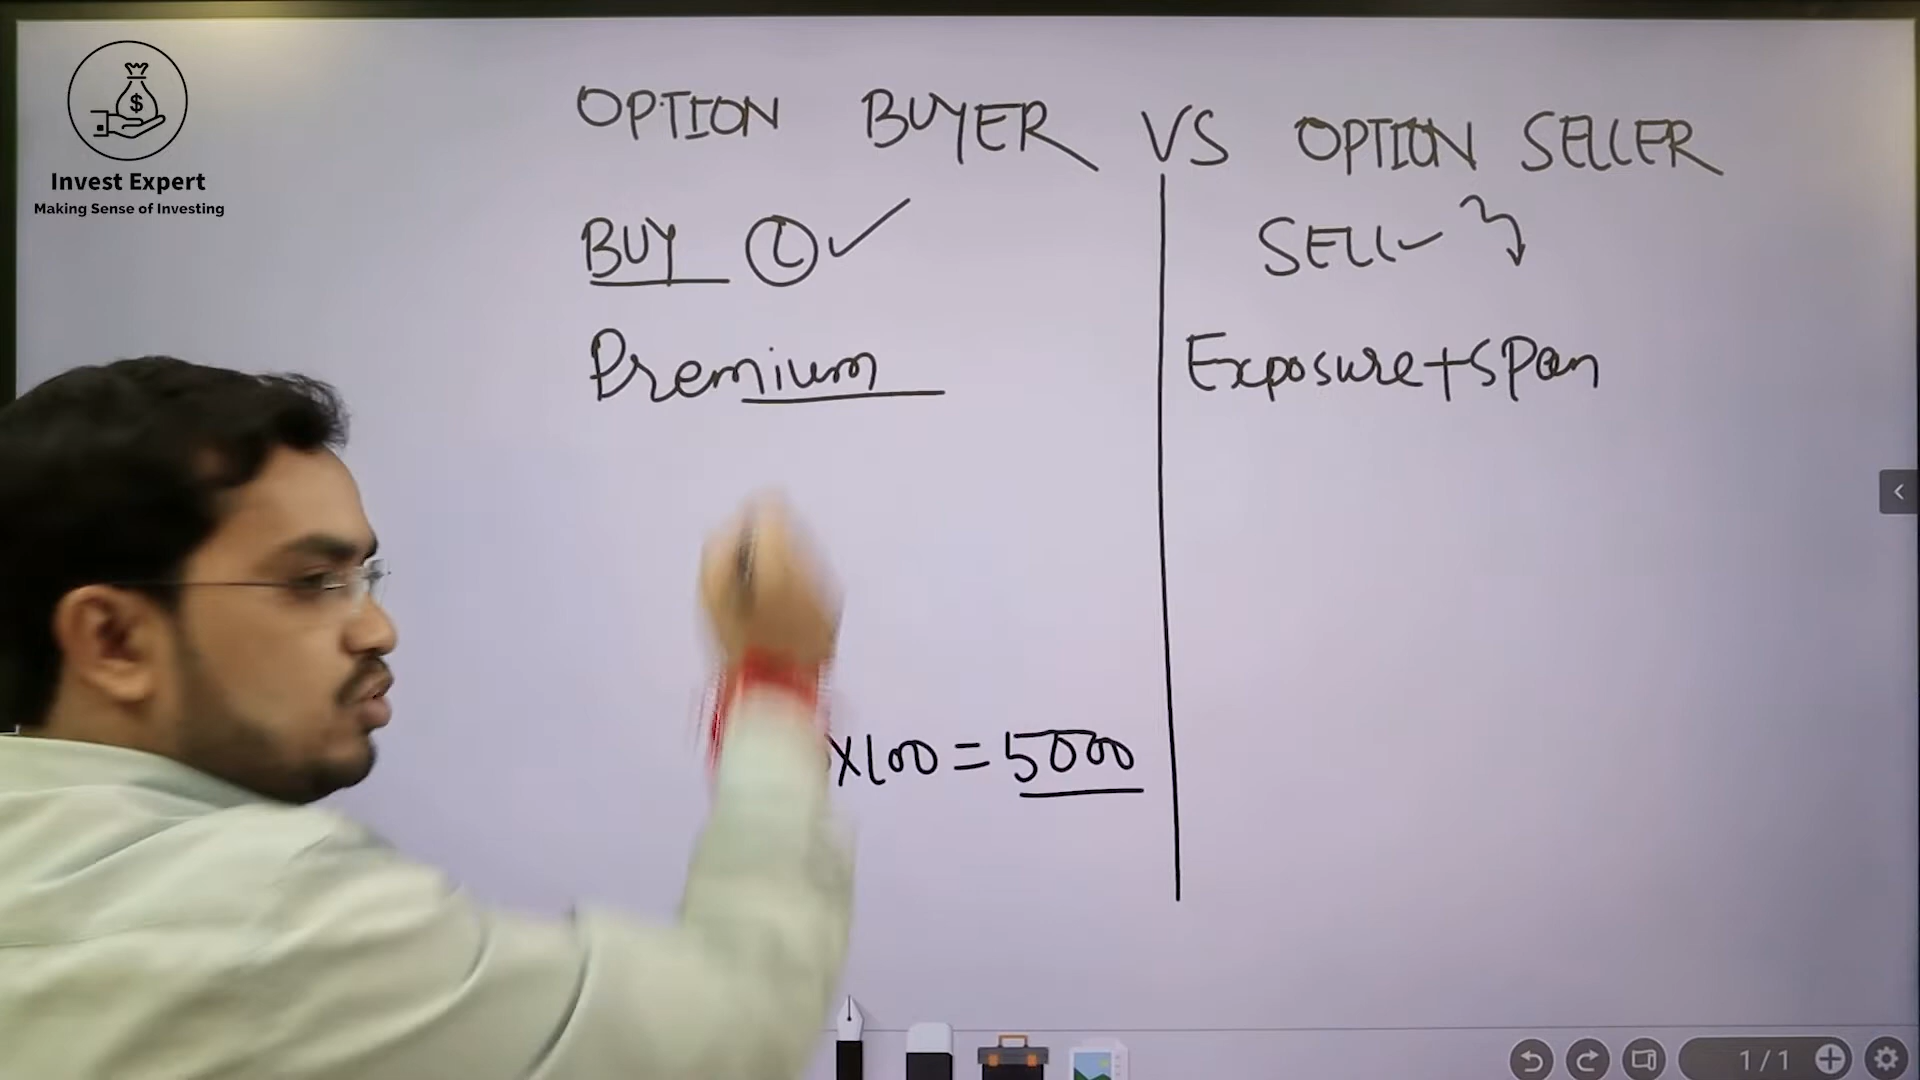 Invest Expert
Making Sense of Investing
OPTION BUYER VS OPTION SELLER
BUY
SELL
Premium
Exposure+span
X100 = 5000
1/1